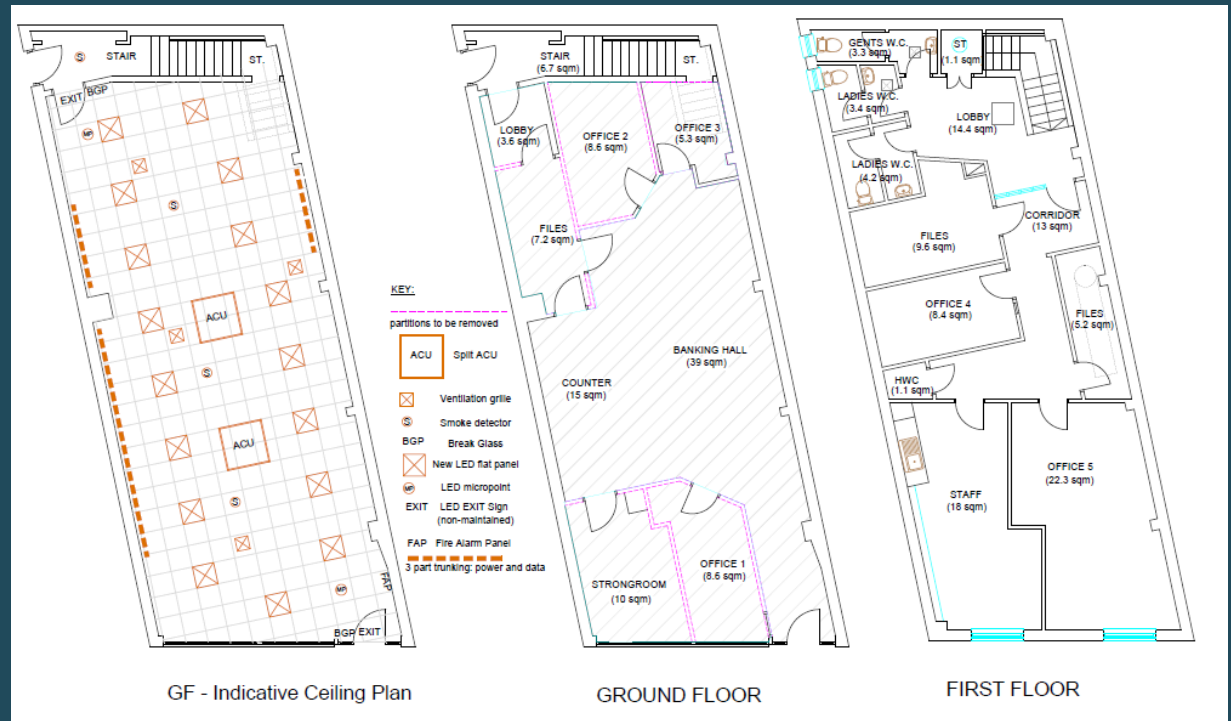 STAIR
ST.
EXIT BGP
MP
S
S
ACU
S
ACU
S
MP
FAP
BGP EXIT
GF - Indicative Ceiling Plan
KEY:
partitions to be removed
ACU Split ACU
Ventilation grille
S Smoke detector
BGP Break Glass
New LED flat panel
MP LED micropoint
EXIT LED EXIT Sign
(non-maintained)
FAP Fire Alarm Panel
3 part trunking: power and data
STAIR
(6.7 sqm)
ST.
LOBBY
(3.6 sqm)
OFFICE 2
(8.6 sqm)
OFFICE 3
(5.3 sqm)
FILES
(7.2 sqm)
BANKING HALL
(39 sqm)
COUNTER
(15 sqm)
STRONGROOM
(10 sqm)
OFFICE 1
(8.6 sqm)
GROUND FLOOR
GENTS W.C.
(3.3 sqm)
ST
(1.1 sqm)
LADIES W.C.
(3.4 sqm)
LOBBY
(14.4 sqm)
LADIES W.C.
(4.2 sqm)
CORRIDOR
(13 sqm)
FILES
(9.6 sqm)
OFFICE 4
(8.4 sqm)
FILES
(5.2 sqm)
HWC
(1.1 sqm)
OFFICE 5
(22.3 sqm)
STAFF
(18 sqm)
FIRST FLOOR